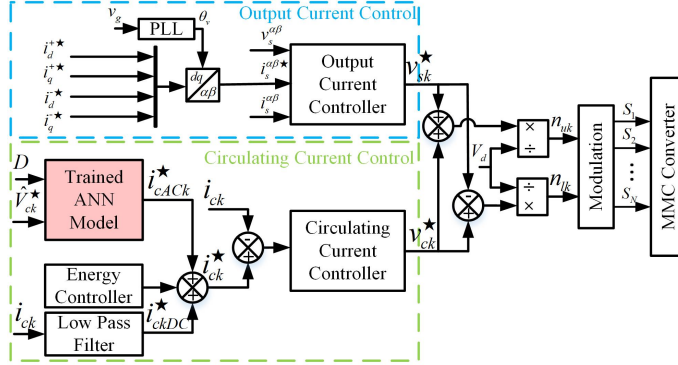 Output Current Control
v_g
PLL
θ_v
i_d^{+★}
i_q^{+★}
i_d^{-★}
i_q^{-★}
dq
αβ
v_s^{αβ}
i_s^{αβ★}
i_s^{αβ}
Output
Current
Controller
v_{sk}^★
Circulating Current Control
D
V̂_{ck}^★
Trained
ANN
Model
i_{cACk}^★
i_{ck}
-
+
Circulating
Current
Controller
v_{ck}^★
Energy
Controller
i_{ck}^★
+
+
i_{ck}
Low Pass
Filter
i_{ckDC}^★
+
+
V_d
-
+
×
÷
÷
×
n_{uk}
n_{lk}
Modulation
S_1
S_2
⋮
S_N
MMC Converter